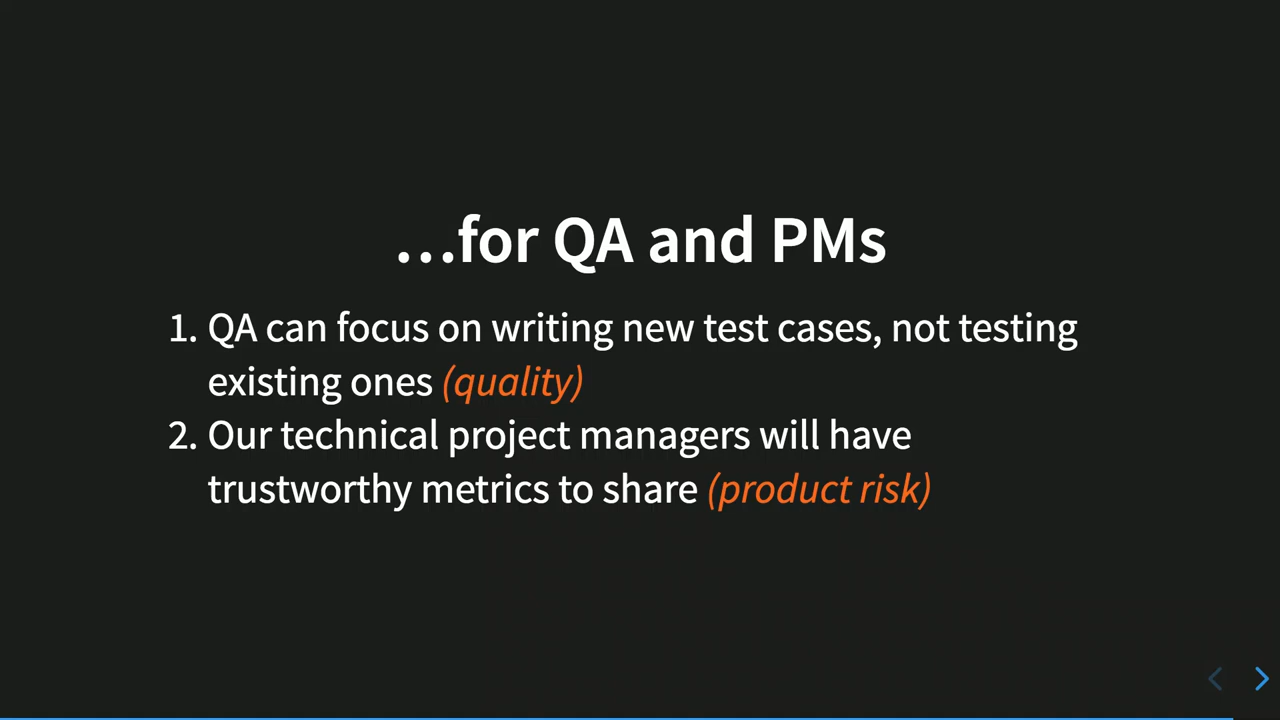 …for QA and PMs
1. QA can focus on writing new test cases, not testing
existing ones (quality)
2. Our technical project managers will have
trustworthy metrics to share (product risk)